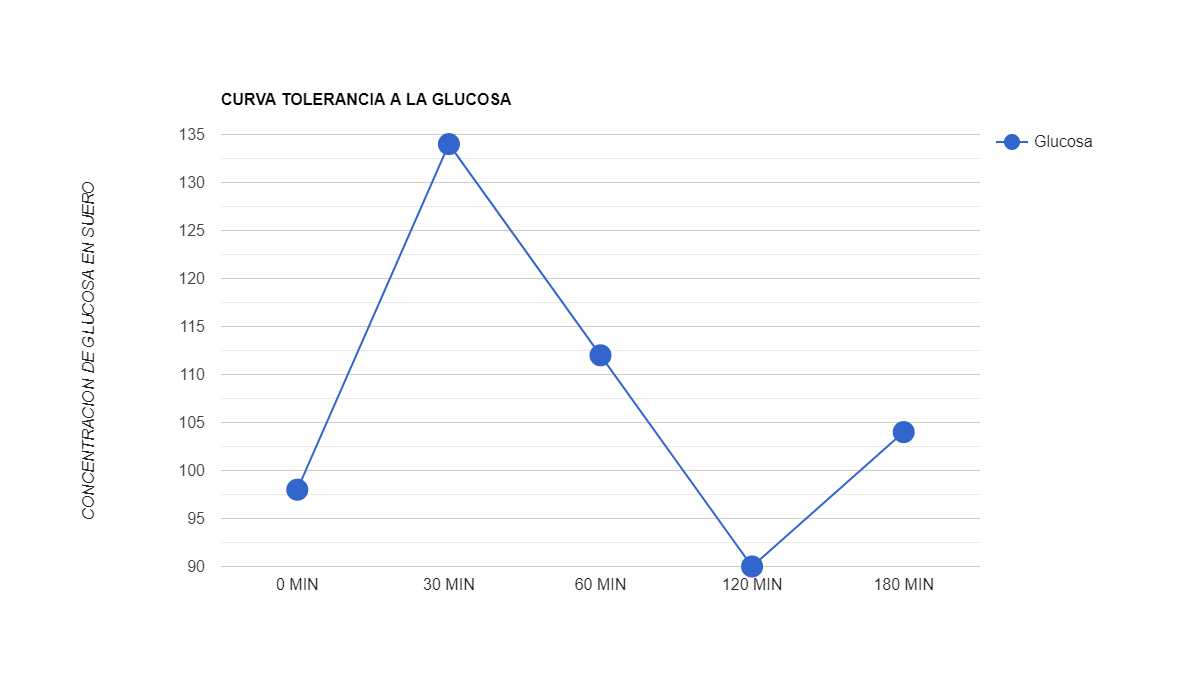 CURVA TOLERANCIA A LA GLUCOSA
Glucosa
CONCENTRACION DE GLUCOSA EN SUERO
135
130
125
120
115
110
105
100
95
90
0 MIN
30 MIN
60 MIN
120 MIN
180 MIN